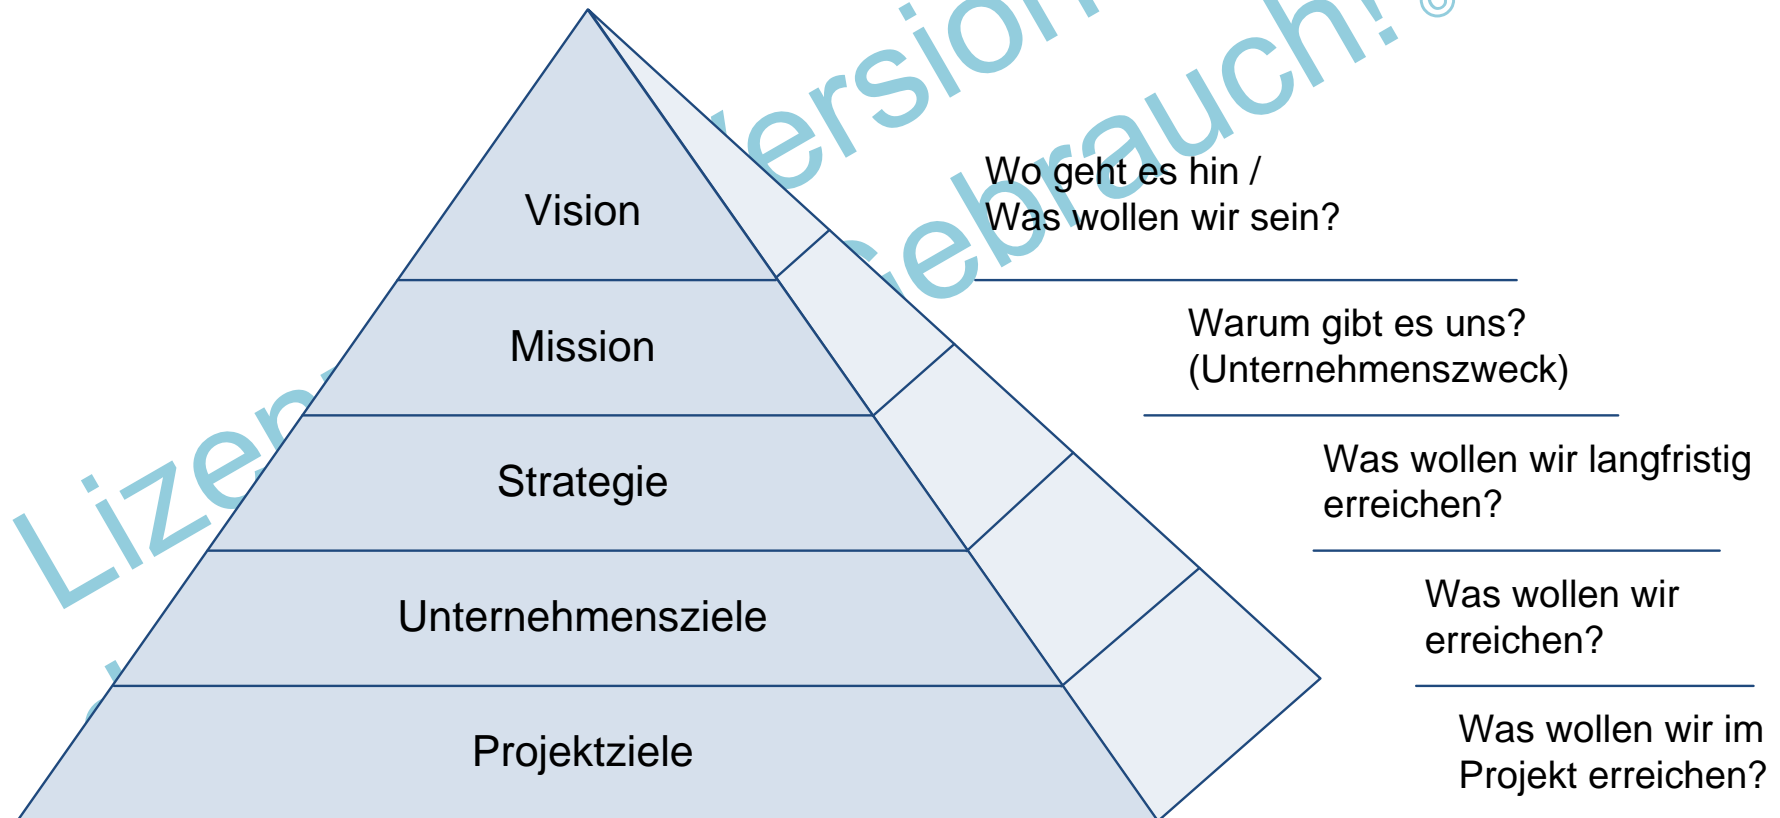 Vision
Wo geht es hin /
Was wollen wir sein?
Mission
Warum gibt es uns?
(Unternehmenszweck)
Strategie
Was wollen wir langfristig
erreichen?
Unternehmensziele
Was wollen wir
erreichen?
Projektziele
Was wollen wir im
Projekt erreichen?
Gebrauch! ©